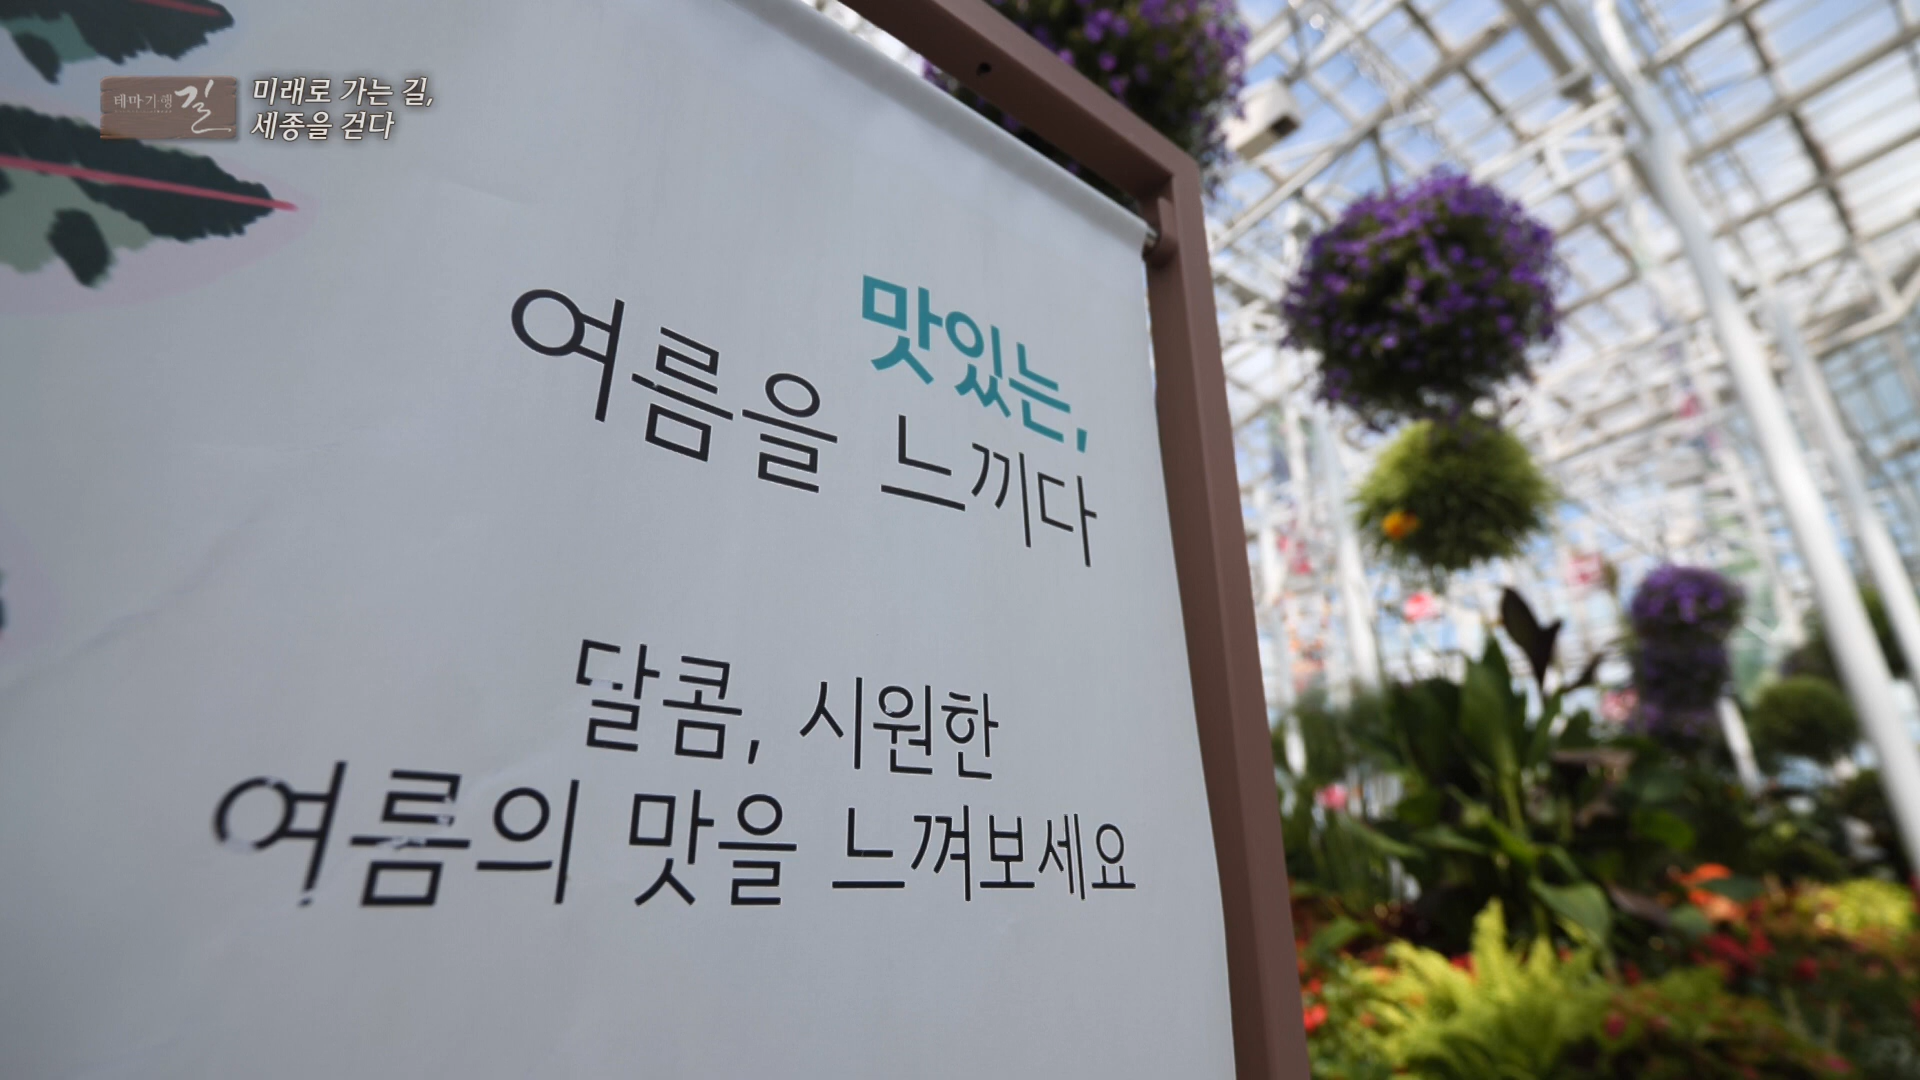 테마기행 길
미래로 가는 길,
세종을 걷다
맛있는,
여름을 느끼다
달콤, 시원한
여름의 맛을 느껴보세요